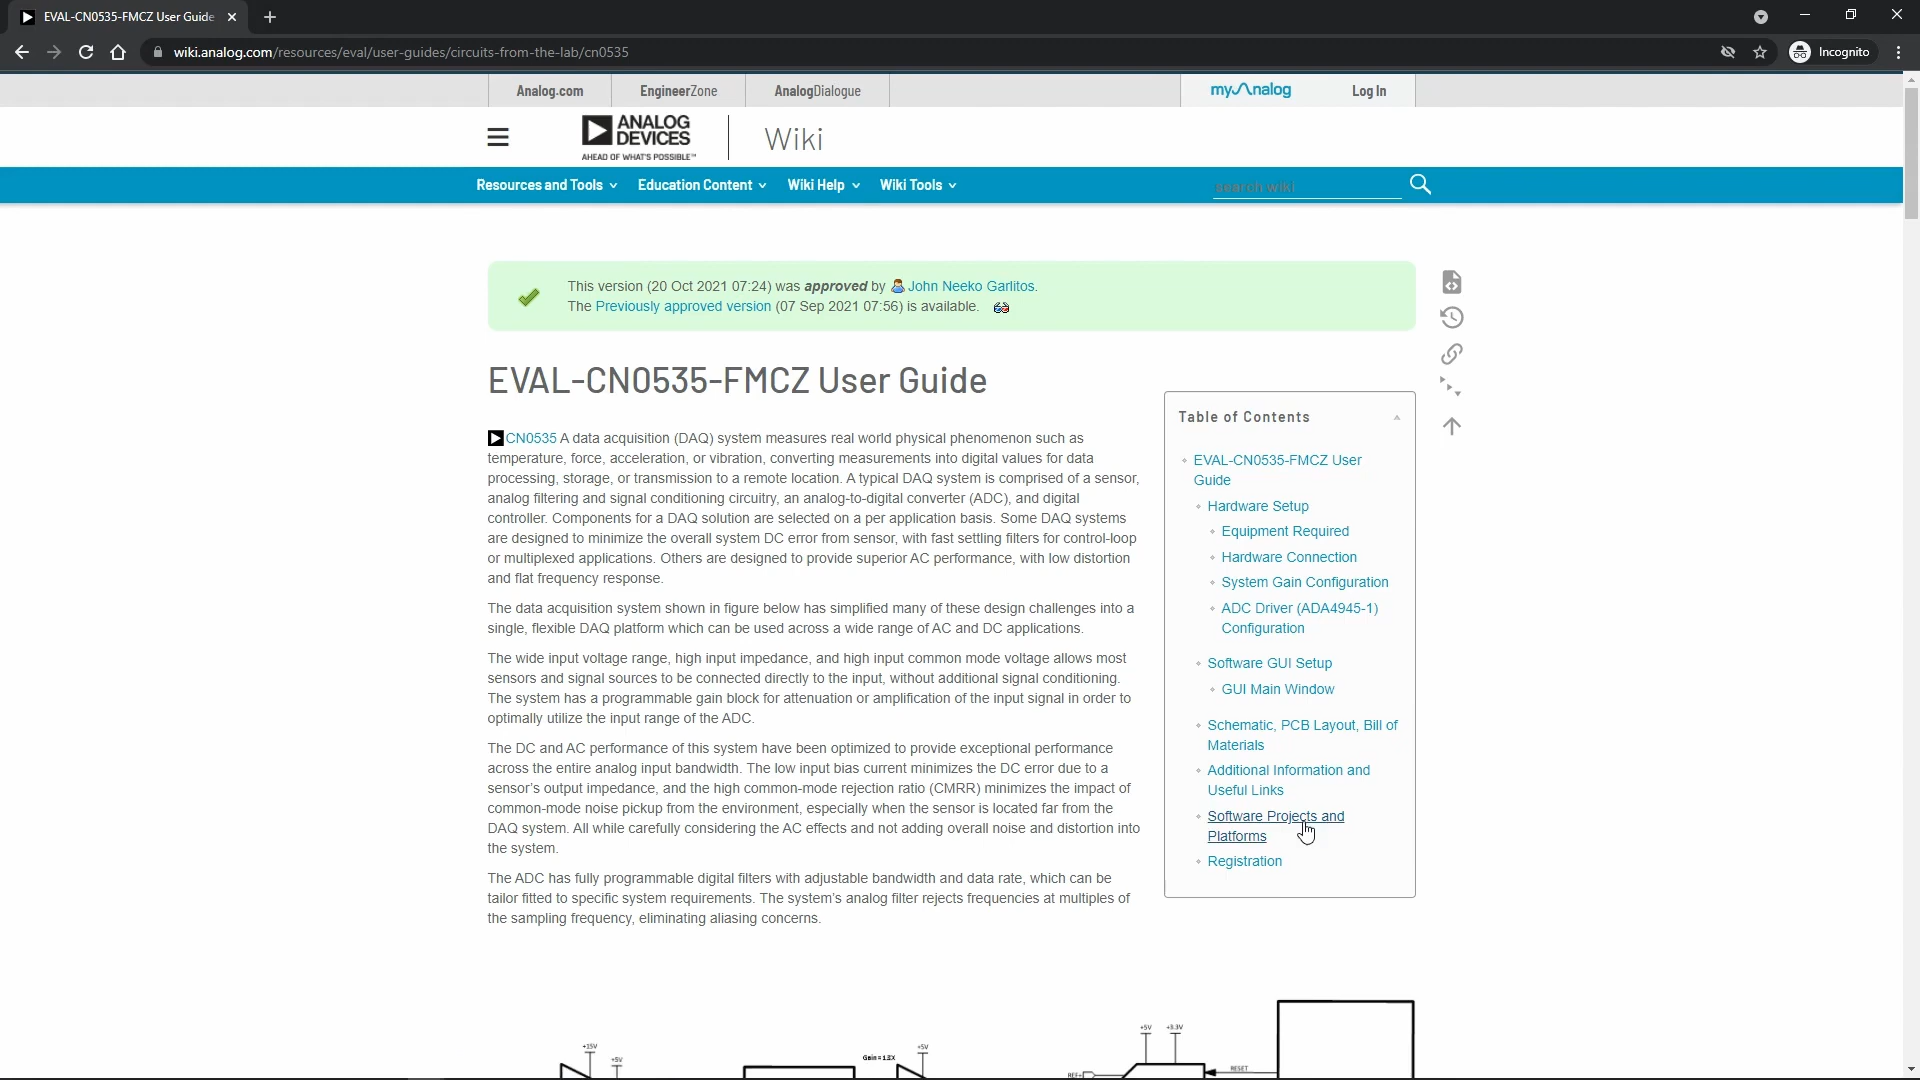 EVAL-CN0535-FMCZ User Guide
wiki.analog.com/resources/eval/user-guides/circuits-from-the-lab/cn0535
Incognito
Analog.com
EngineerZone
AnalogDialogue
myAnalog
Log In
ANALOG
DEVICES
AHEAD OF WHAT'S POSSIBLE™
Wiki
Resources and Tools
Education Content
Wiki Help
Wiki Tools
search wiki
This version (20 Oct 2021 07:24) was approved by John Neeko Garlitos.
The Previously approved version (07 Sep 2021 07:56) is available.
EVAL-CN0535-FMCZ User Guide
CN0535 A data acquisition (DAQ) system measures real world physical phenomenon such as
temperature, force, acceleration, or vibration, converting measurements into digital values for data
processing, storage, or transmission to a remote location. A typical DAQ system is comprised of a sensor,
analog filtering and signal conditioning circuitry, an analog-to-digital converter (ADC), and digital
controller. Components for a DAQ solution are selected on a per application basis. Some DAQ systems
are designed to minimize the overall system DC error from sensor, with fast settling filters for control-loop
or multiplexed applications. Others are designed to provide superior AC performance, with low distortion
and flat frequency response.
The data acquisition system shown in figure below has simplified many of these design challenges into a
single, flexible DAQ platform which can be used across a wide range of AC and DC applications.
The wide input voltage range, high input impedance, and high input common mode voltage allows most
sensors and signal sources to be connected directly to the input, without additional signal conditioning.
The system has a programmable gain block for attenuation or amplification of the input signal in order to
optimally utilize the input range of the ADC.
The DC and AC performance of this system have been optimized to provide exceptional performance
across the entire analog input bandwidth. The low input bias current minimizes the DC error due to a
sensor's output impedance, and the high common-mode rejection ratio (CMRR) minimizes the impact of
common-mode noise pickup from the environment, especially when the sensor is located far from the
DAQ system. All while carefully considering the AC effects and not adding overall noise and distortion into
the system.
The ADC has fully programmable digital filters with adjustable bandwidth and data rate, which can be
tailor fitted to specific system requirements. The system's analog filter rejects frequencies at multiples of
the sampling frequency, eliminating aliasing concerns.
Table of Contents
EVAL-CN0535-FMCZ User
Guide
Hardware Setup
Equipment Required
Hardware Connection
System Gain Configuration
ADC Driver (ADA4945-1)
Configuration
Software GUI Setup
GUI Main Window
Schematic, PCB Layout, Bill of
Materials
Additional Information and
Useful Links
Software Projects and
Platforms
Registration
+15V
+5V
Gain = 1.3X
+5V
+5V
+3.3V
REF+
RESET